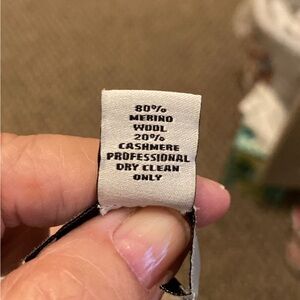 80%
MERINO
WOOL
20%
CASHMERE
PROFESSIONAL
DRY CLEAN
ONLY